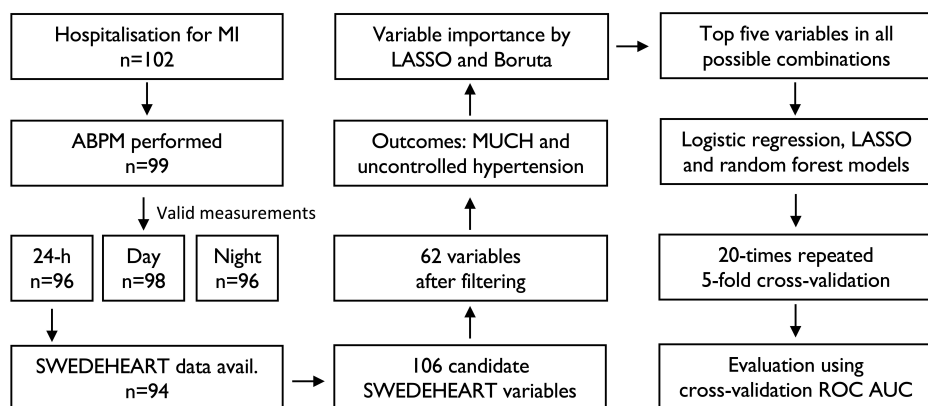 Hospitalisation for MI
n=102
ABPM performed
n=99
Valid measurements
24-h
n=96
Day
n=98
Night
n=96
SWEDEHEART data avail.
n=94
106 candidate
SWEDEHEART variables
62 variables
after filtering
Outcomes: MUCH and
uncontrolled hypertension
Variable importance by
LASSO and Boruta
Top five variables in all
possible combinations
Logistic regression, LASSO
and random forest models
20-times repeated
5-fold cross-validation
Evaluation using
cross-validation ROC AUC